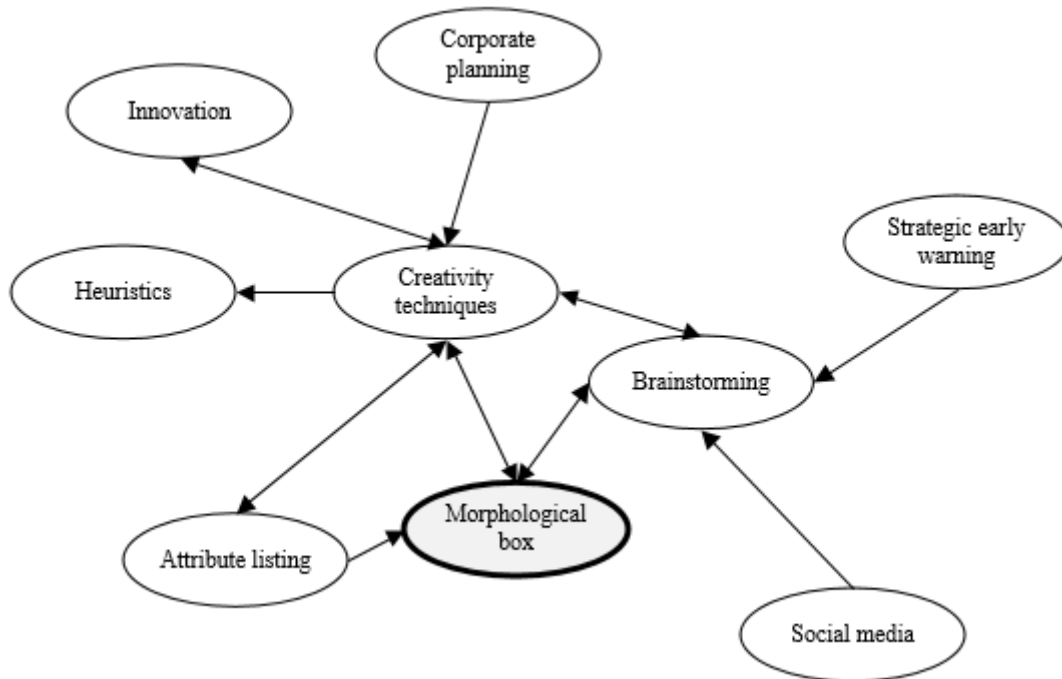 Corporate
planning
Innovation
Strategic early
warning
Heuristics
Creativity
techniques
Brainstorming
Morphological
box
Attribute listing
Social media